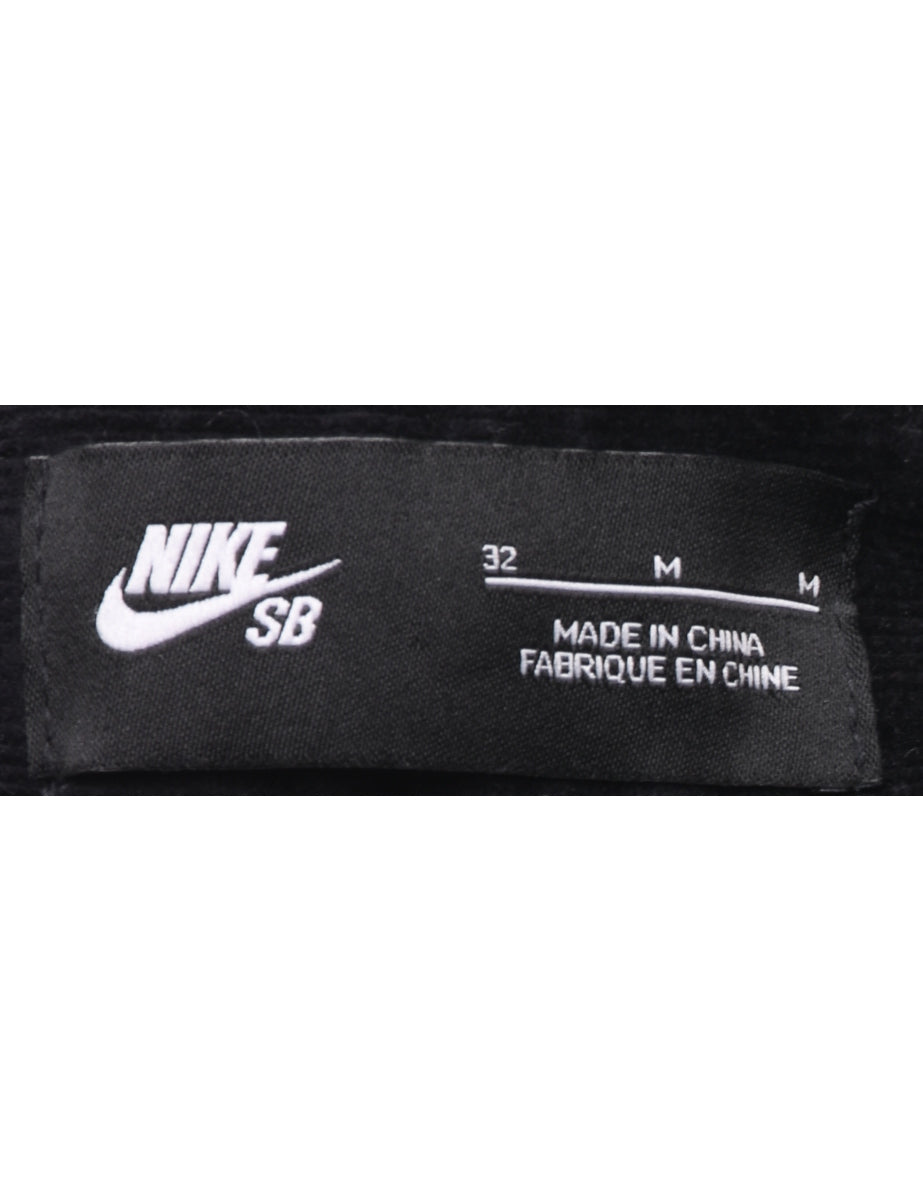 NIKE
SB
32 M M
MADE IN CHINA
FABRIQUE EN CHINE